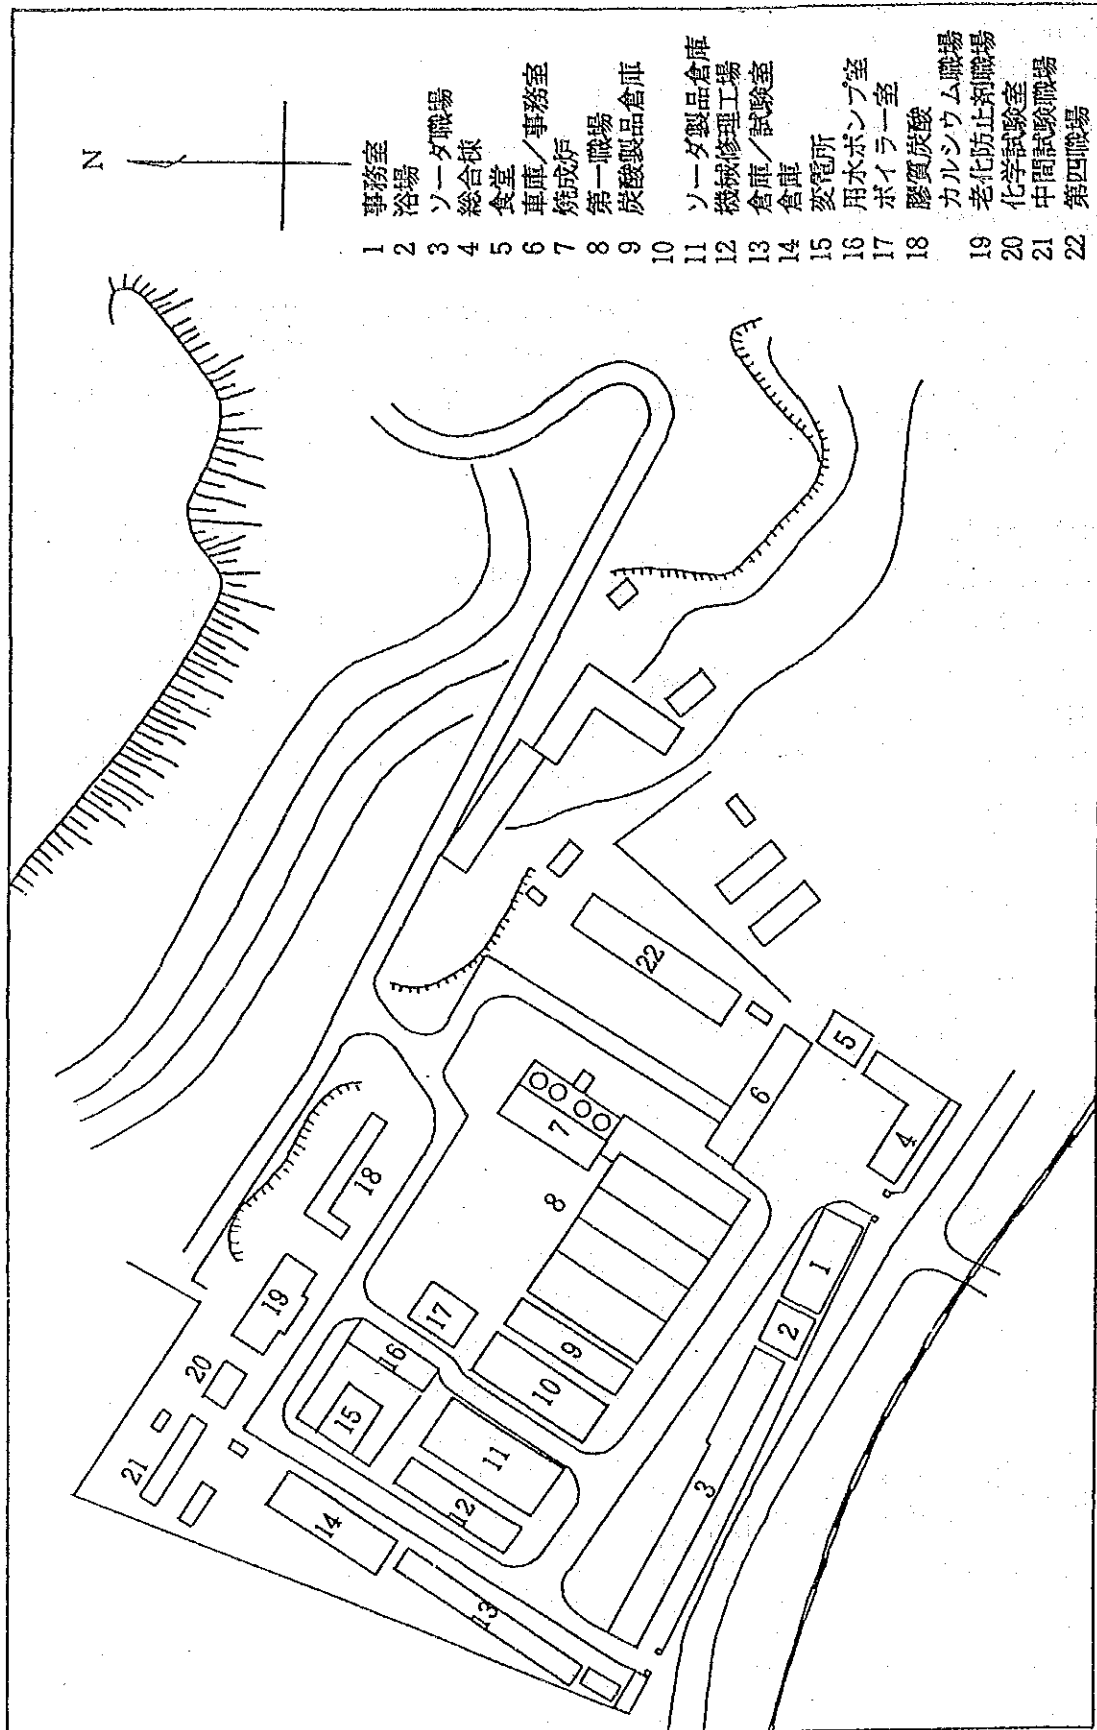 N
1 事務室
2 浴場
3 ソーダ職場
4 総合棟
5 食堂
6 車庫／事務室
7 焼成炉
8 第一職場
9 炭酸製品倉庫
10
11 ソーダ製品倉庫
12 機械修理工場
13 倉庫／試験室
14 倉庫
15 変電所
16 用水ポンプ室
17 ボイラー室
18 膠質炭酸
カルシウム職場
19 老化防止剤職場
20 化学試験室
21 中間試験職場
22 第四職場
21
20
19
14
15
18
16
17
12
13
11
10
8
7
9
22
3
6
2
1
5
4